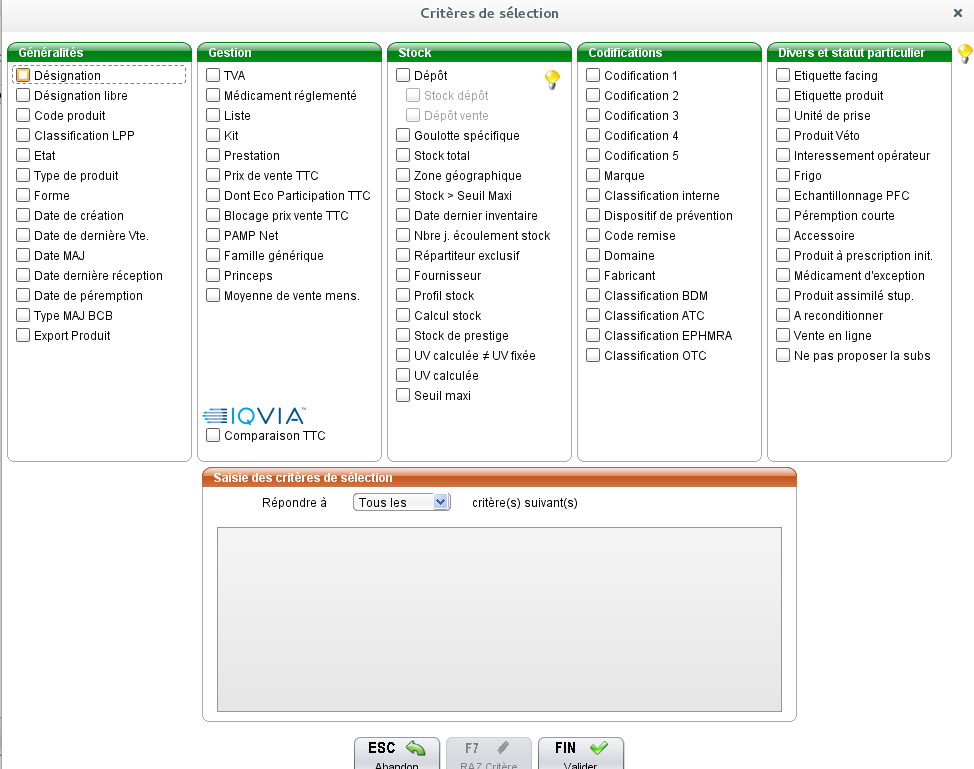 Critères de sélection
Généralités
Désignation
Désignation libre
Code produit
Classification LPP
Etat
Type de produit
Forme
Date de création
Date de dernière Vte.
Date MAJ
Date dernière réception
Date de péremption
Type MAJ BCB
Export Produit
Gestion
TVA
Médicament réglementé
Liste
Kit
Prestation
Prix de vente TTC
Dont Eco Participation TTC
Blocage prix vente TTC
PAMP Net
Famille générique
Princeps
Moyenne de vente mens.
IQVIA™
Comparaison TTC
Stock
Dépôt
Stock dépôt
Dépôt vente
Goulotte spécifique
Stock total
Zone géographique
Stock > Seuil Maxi
Date dernier inventaire
Nbre j. écoulement stock
Répartiteur exclusif
Fournisseur
Profil stock
Calcul stock
Stock de prestige
UV calculée ≠ UV fixée
UV calculée
Seuil maxi
Codifications
Codification 1
Codification 2
Codification 3
Codification 4
Codification 5
Marque
Classification interne
Dispositif de prévention
Code remise
Domaine
Fabricant
Classification BDM
Classification ATC
Classification EPHMRA
Classification OTC
Divers et statut particulier
Etiquette facing
Etiquette produit
Unité de prise
Produit Véto
Interessement opérateur
Frigo
Echantillonnage PFC
Péremption courte
Accessoire
Produit à prescription init.
Médicament d'exception
Produit assimilé stup.
A reconditionner
Vente en ligne
Ne pas proposer la subs
Saisie des critères de sélection
Répondre à Tous les critère(s) suivant(s)
ESC
Abandon
F7
RAZ Critère
FIN
Valider